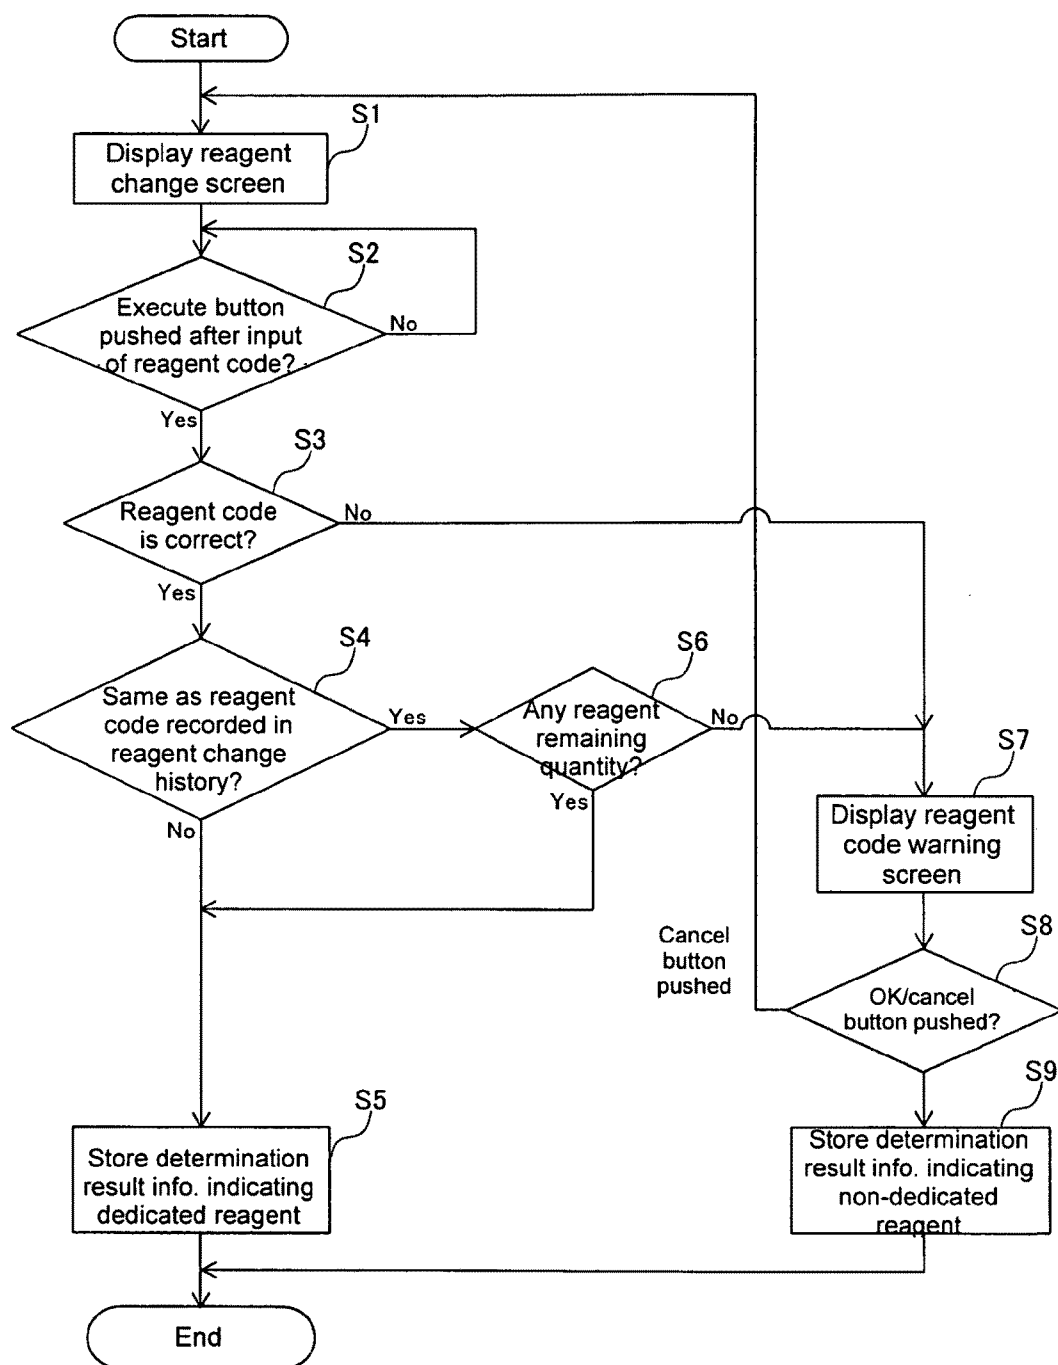 Start
S1
Display reagent
change screen
S2
Execute button
pushed after input
of reagent code?
No
Yes
S3
Reagent code
is correct?
No
Yes
S4
Same as reagent
code recorded in
reagent change
history?
Yes
No
S6
Any reagent
remaining
quantity?
No
Yes
S7
Display reagent
code warning
screen
Cancel
button
pushed
S8
OK/cancel
button pushed?
S5
Store determination
result info. indicating
dedicated reagent
S9
Store determination
result info. indicating
non-dedicated
reagent
End